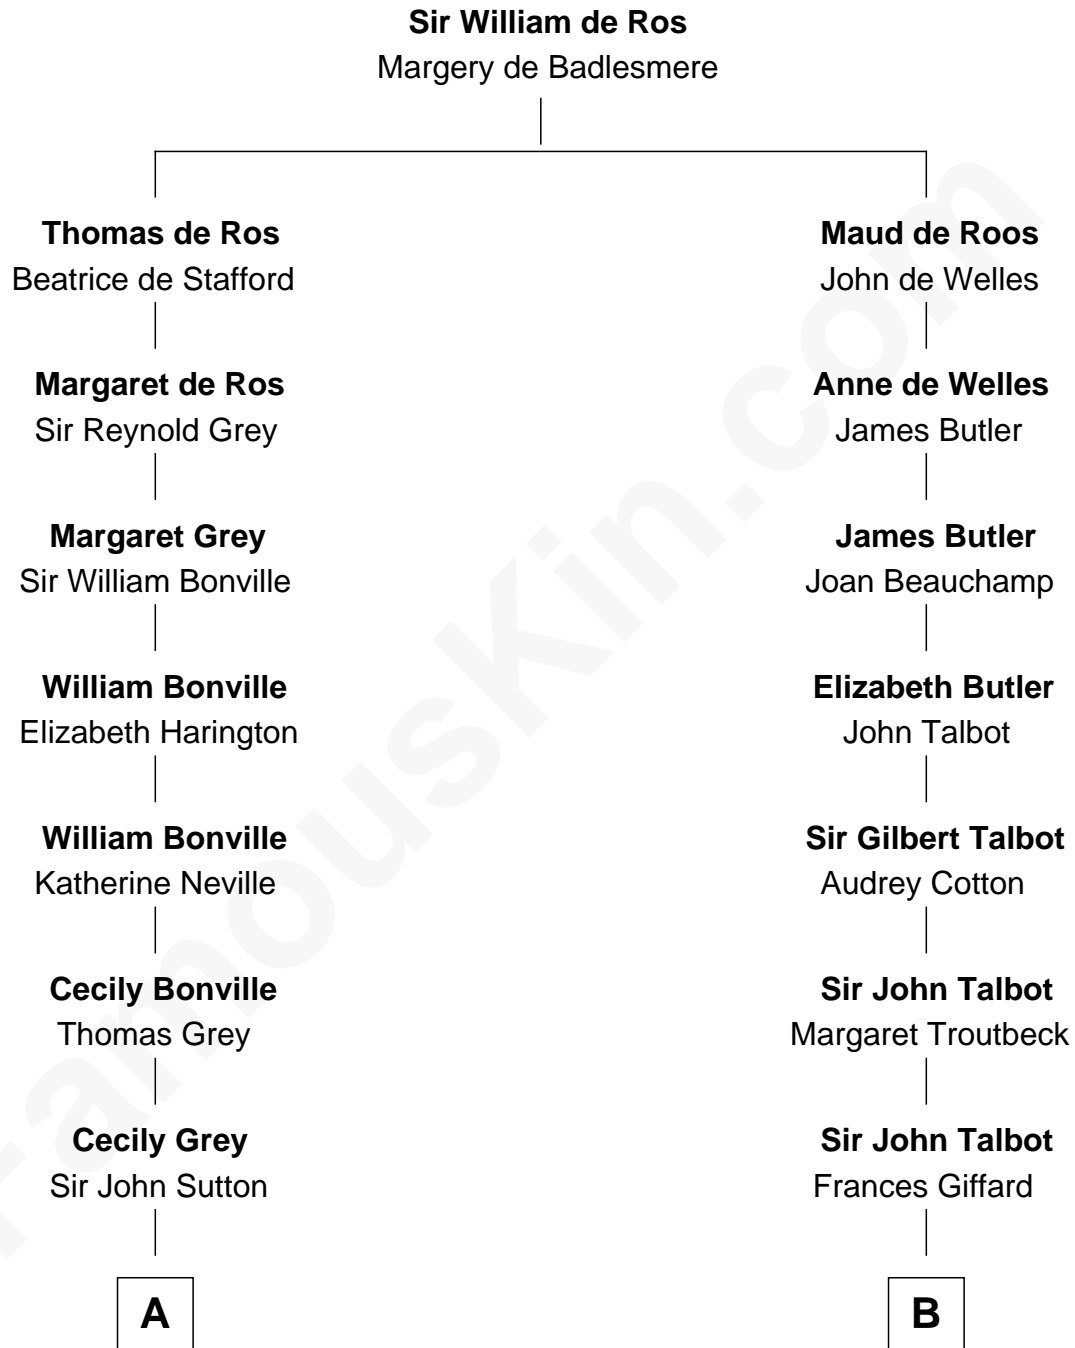 Sir William de Ros
Margery de Badlesmere
Thomas de Ros
Beatrice de Stafford
Maud de Roos
John de Welles
Margaret de Ros
Sir Reynold Grey
Anne de Welles
James Butler
Margaret Grey
Sir William Bonville
James Butler
Joan Beauchamp
William Bonville
Elizabeth Harington
Elizabeth Butler
John Talbot
William Bonville
Katherine Neville
Sir Gilbert Talbot
Audrey Cotton
Cecily Bonville
Thomas Grey
Sir John Talbot
Margaret Troutbeck
Cecily Grey
Sir John Sutton
Sir John Talbot
Frances Giffard
A
B
FamousKin.com